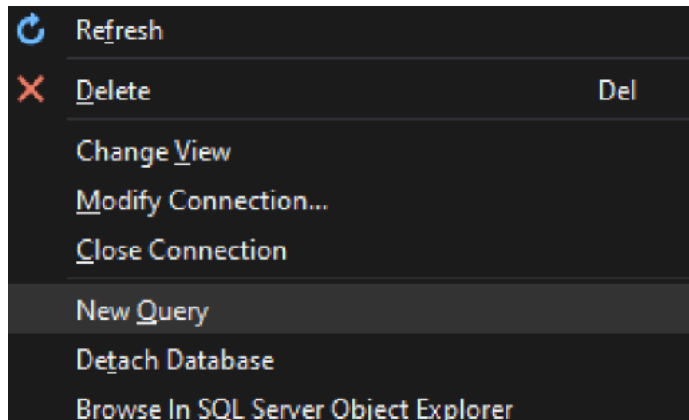 Refresh
Delete Del
Change View
Modify Connection...
Close Connection
New Query
Detach Database
Browse In SQL Server Object Explorer